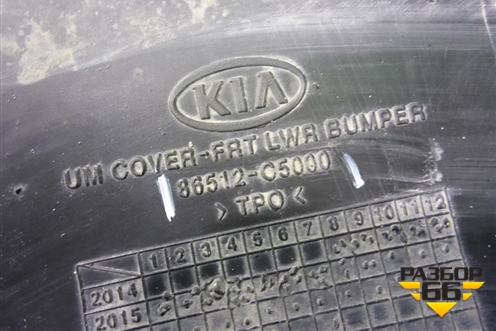 KIA
UM COVER-FRT LWR BUMPER
86512-C5000
>TPO<
1 2 3 4 5 6 7 8 9 10 11 12
2014
2015
РАЗБОР
66